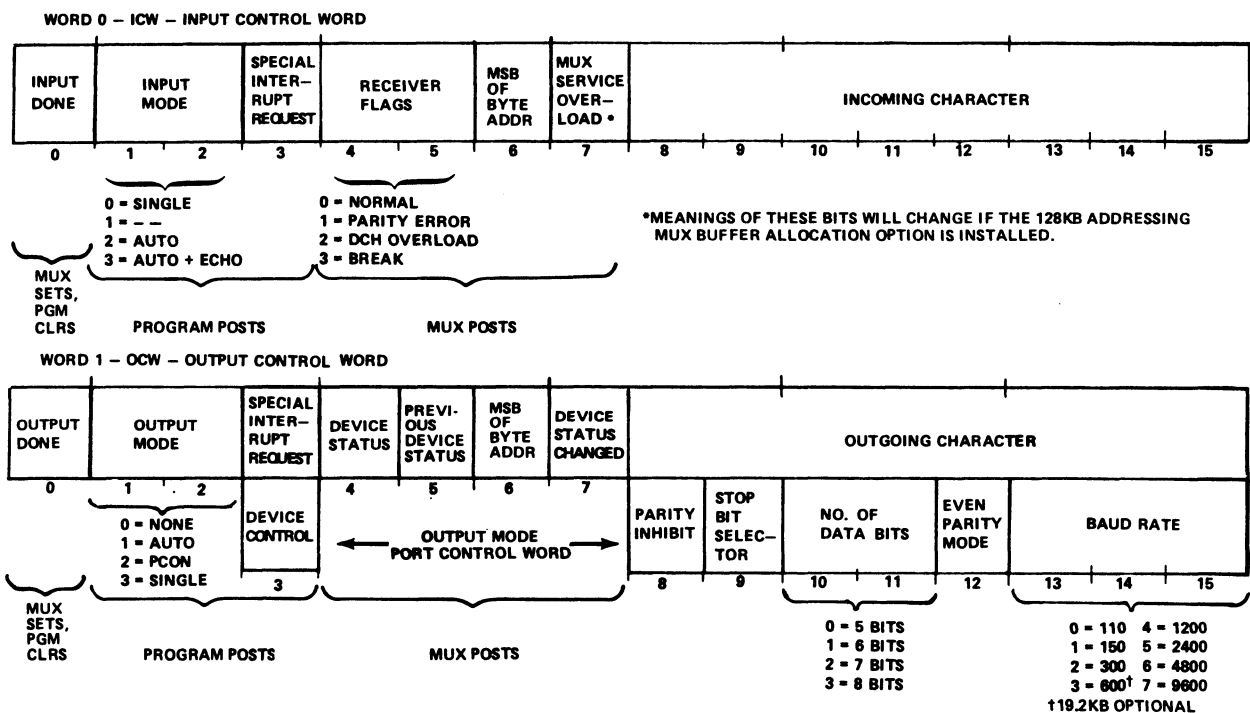 WORD 0 – ICW – INPUT CONTROL WORD
INPUT DONE
INPUT MODE
SPECIAL INTER– RUPT REQUEST
RECEIVER FLAGS
MSB OF BYTE ADDR
MUX SERVICE OVER– LOAD *
INCOMING CHARACTER
0 1 2 3 4 5 6 7 8 9 10 11 12 13 14 15
0 = SINGLE
1 = – –
2 = AUTO
3 = AUTO + ECHO
0 = NORMAL
1 = PARITY ERROR
2 = DCH OVERLOAD
3 = BREAK
*MEANINGS OF THESE BITS WILL CHANGE IF THE 128KB ADDRESSING
MUX BUFFER ALLOCATION OPTION IS INSTALLED.
MUX
SETS,
PGM
CLRS
PROGRAM POSTS
MUX POSTS
WORD 1 – OCW – OUTPUT CONTROL WORD
OUTPUT DONE
OUTPUT MODE
SPECIAL INTER– RUPT REQUEST
DEVICE STATUS
PREVI– OUS DEVICE STATUS
MSB OF BYTE ADDR
DEVICE STATUS CHANGED
OUTGOING CHARACTER
0 1 2 4 5 6 7
0 = NONE
1 = AUTO
2 = PCON
3 = SINGLE
DEVICE CONTROL
OUTPUT MODE
PORT CONTROL WORD
PARITY INHIBIT
STOP BIT SELEC– TOR
NO. OF DATA BITS
EVEN PARITY MODE
BAUD RATE
3 8 9 10 11 12 13 14 15
MUX
SETS,
PGM
CLRS
PROGRAM POSTS
MUX POSTS
0 = 5 BITS
1 = 6 BITS
2 = 7 BITS
3 = 8 BITS
0 = 110 4 = 1200
1 = 150 5 = 2400
2 = 300 6 = 4800
3 = 600† 7 = 9600
†19.2KB OPTIONAL